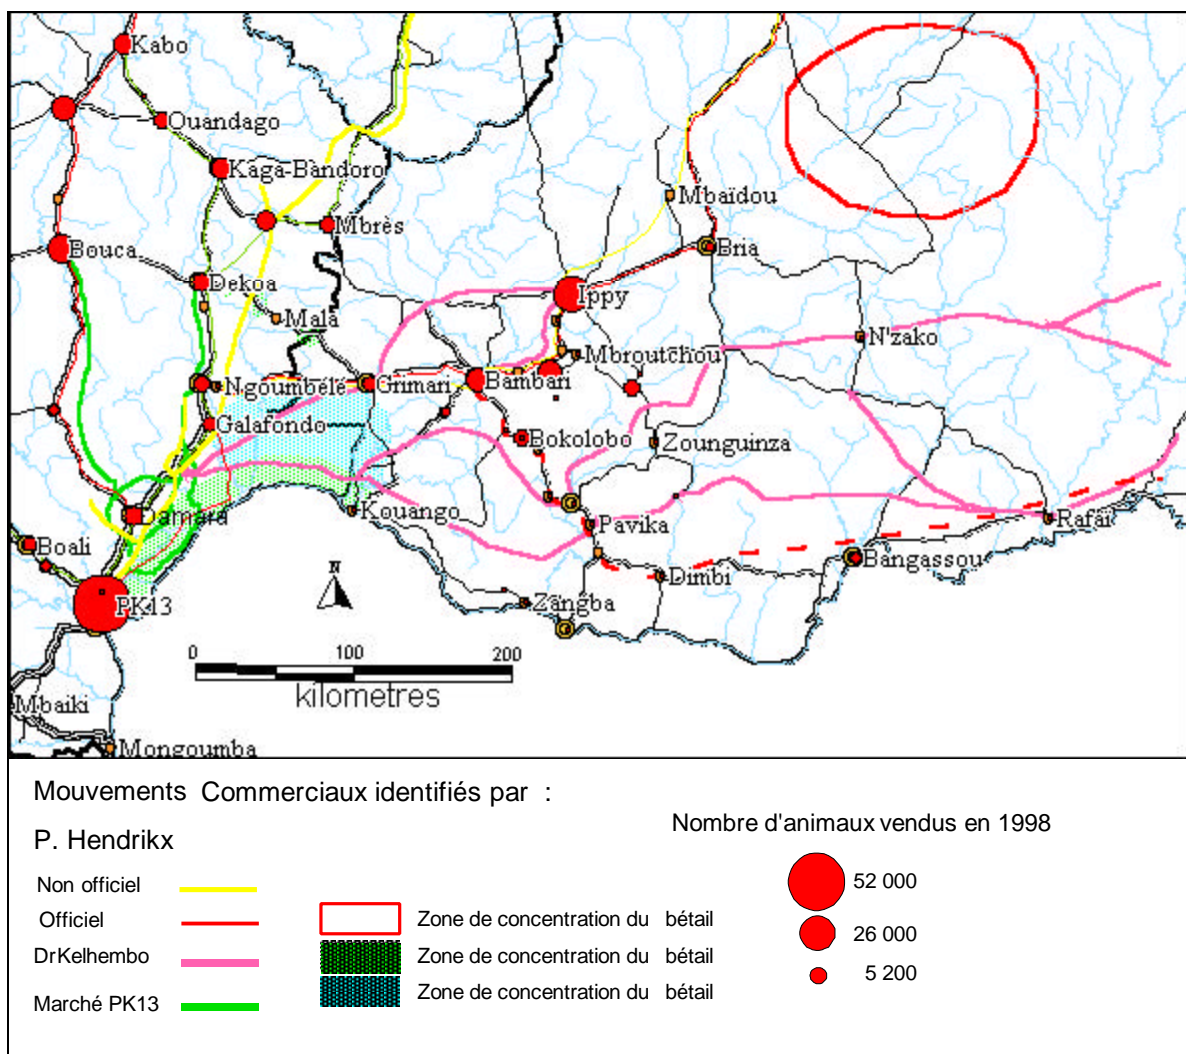 Kabo
Ouandago
Kaga-Bandoro
Mbaïdou
Mbrès
Bouca
Bria
Dekoa
Ippy
Mala
N'zako
Mbroutchou
Ngoumbélé
Grimari
Bambari
Galafondo
Bokolobo
Zounguinza
Kouango
Damara
Pavika
Rafaï
Boali
Bangassou
Dimbi
N
PK13
Zangba
0 100 200
kilometres
Mbaiki
Mongoumba
Mouvements Commerciaux identifiés par :
P. Hendrikx
Nombre d'animaux vendus en 1998
Non officiel
52 000
Officiel
Zone de concentration du bétail
26 000
DrKelhembo
Zone de concentration du bétail
5 200
Marché PK13
Zone de concentration du bétail